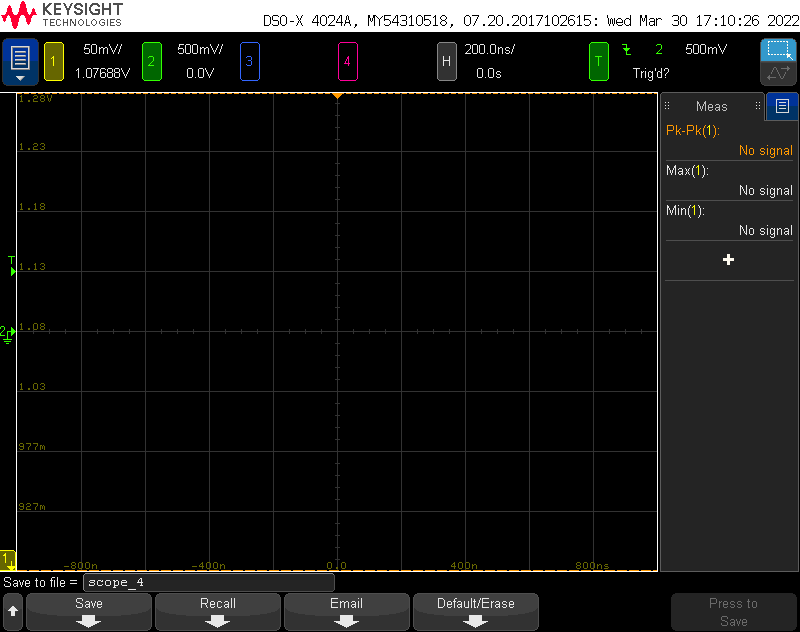 KEYSIGHT
TECHNOLOGIES
DSO-X 4024A, MY54310518, 07.20.2017102615: Wed Mar 30 17:10:26 2022
1
50mV/
1.07688V
2
500mV/
0.0V
3
4
H
200.0ns/
0.0s
T
2
500mV
Trig'd?
Meas
Pk-Pk(1):
No signal
Max(1):
No signal
Min(1):
No signal
+
1.28V
1.23
1.18
T
1.13
1.08
2
1.03
977m
927m
1
-800n
-400n
0.0
400n
800ns
Save to file = scope_4
Save
Recall
Email
Default/Erase
Press to
Save